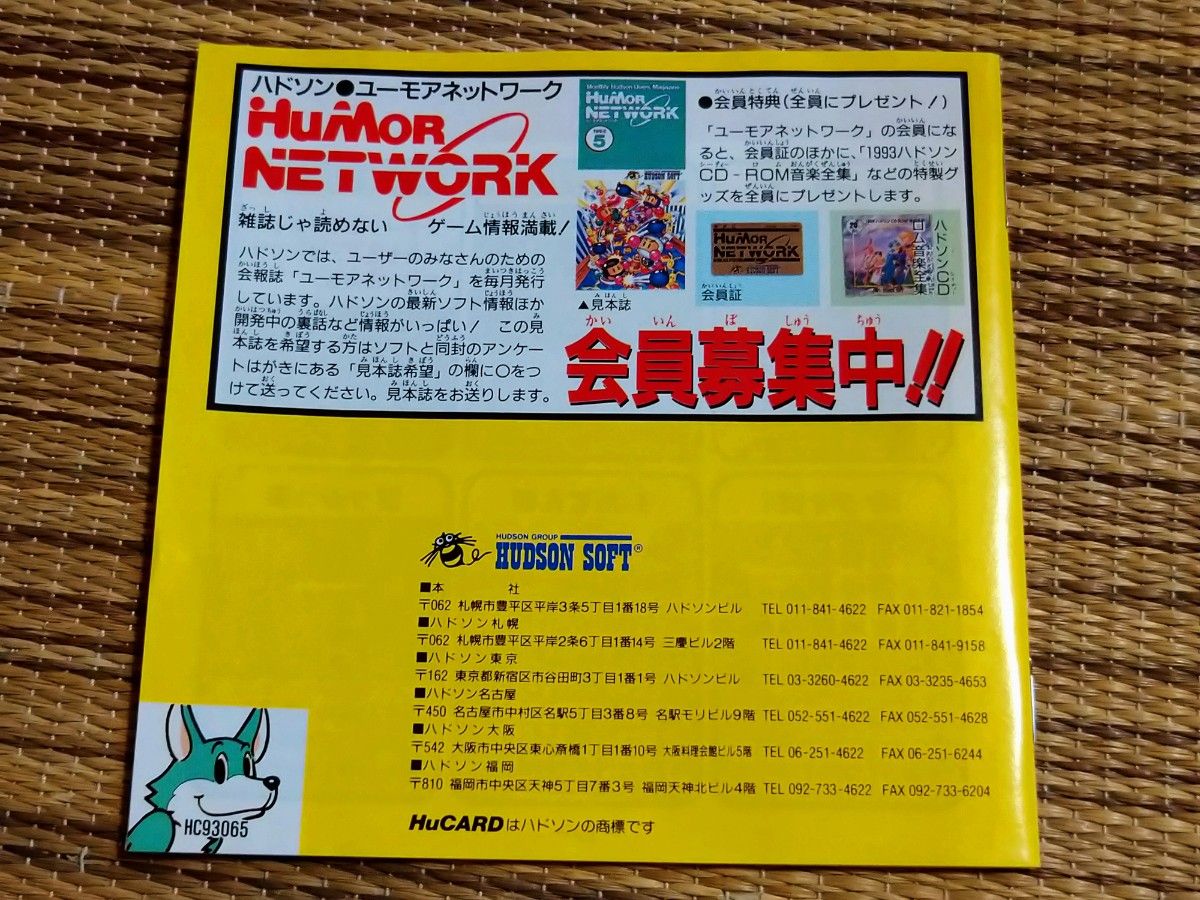 ハドソン●ユーモアネットワーク
HUMOR
NETWORK
雑誌じゃ読めない ゲーム情報満載!
ハドソンでは、ユーザーのみなさんのための
会報誌「ユーモアネットワーク」を毎月発行
しています。ハドソンの最新ソフト情報ほか
開発中の裏話など情報がいっぱい! この見
本誌を希望する方はソフトと同封のアンケー
トはがきにある「見本誌希望」の欄に○をつ
けて送ってください。見本誌をお送りします。
Monthly Hudson Users Magazine
HUMOR
NETWORK
5
HUDSON SOFT
▲見本誌
●会員特典(全員にプレゼント!)
「ユーモアネットワーク」の会員にな
ると、会員証のほかに、「1993ハドソン
CD-ROM音楽全集」などの特製グ
ッズを全員にプレゼントします。
HUMOR
NETWORK
会員証
ハドソンCD
ロム音楽全集
会員募集中!!
HUDSON GROUP
HUDSON SOFT®
■本 社
〒062 札幌市豊平区平岸3条5丁目1番18号 ハドソンビル TEL 011-841-4622 FAX 011-821-1854
■ハドソン札幌
〒062 札幌市豊平区平岸2条6丁目1番14号 三慶ビル2階 TEL 011-841-4622 FAX 011-841-9158
■ハドソン東京
〒162 東京都新宿区市谷田町3丁目1番1号 ハドソンビル TEL 03-3260-4622 FAX 03-3235-4653
■ハドソン名古屋
〒450 名古屋市中村区名駅5丁目3番8号 名駅モリビル9階 TEL 052-551-4622 FAX 052-551-4628
■ハドソン大阪
〒542 大阪市中央区東心斎橋1丁目1番10号 大阪料理会館ビル5階 TEL 06-251-4622 FAX 06-251-6244
■ハドソン福岡
〒810 福岡市中央区天神5丁目7番3号 福岡天神北ビル4階 TEL 092-733-4622 FAX 092-733-6204
HuCARDはハドソンの商標です
HC93065